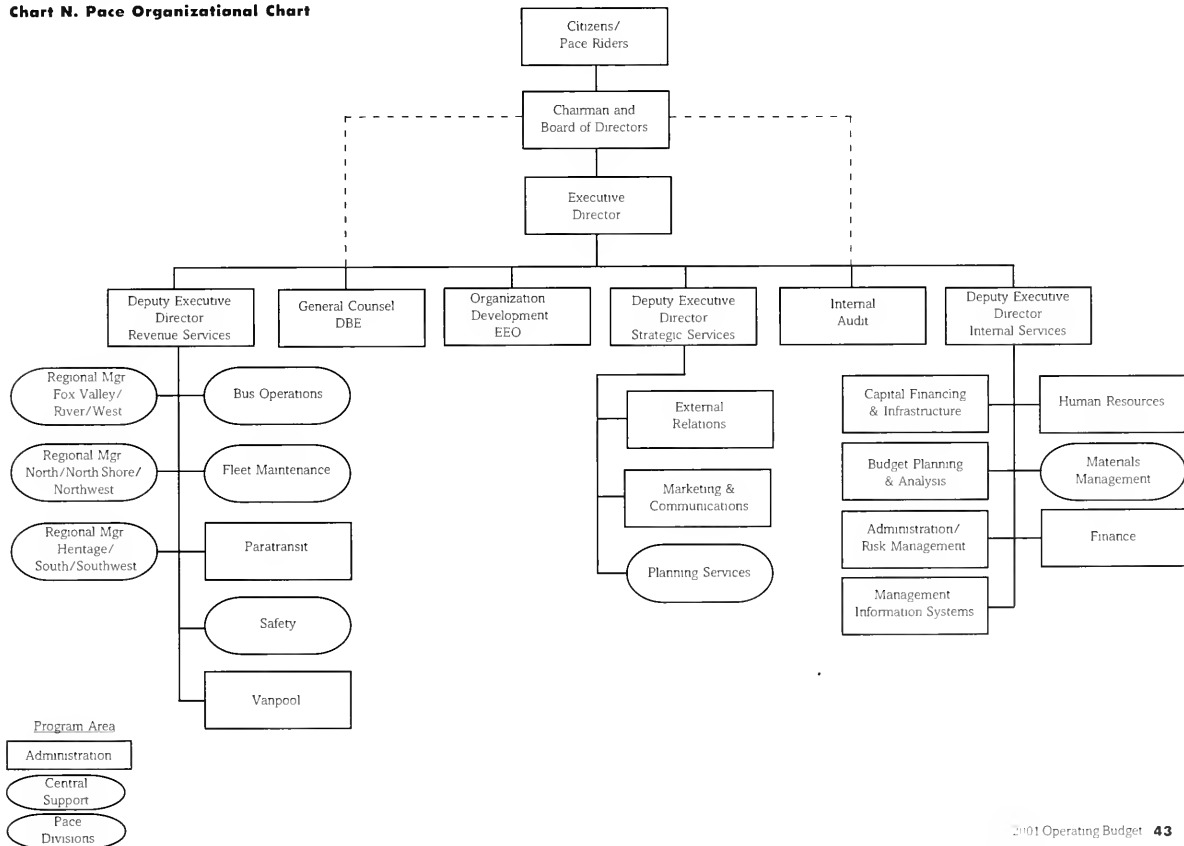 Chart N. Pace Organizational Chart
Citizens/
Pace Riders
Chairman and
Board of Directors
Executive
Director
Deputy Executive
Director
Revenue Services
General Counsel
DBE
Organization
Development
EEO
Deputy Executive
Director
Strategic Services
Internal
Audit
Deputy Executive
Director
Internal Services
Regional Mgr
Fox Valley/
River/West
Bus Operations
Regional Mgr
North/North Shore/
Northwest
Fleet Maintenance
Regional Mgr
Heritage/
South/Southwest
Paratransit
Safety
Vanpool
External
Relations
Marketing &
Communications
Planning Services
Capital Financing
& Infrastructure
Human Resources
Budget Planning
& Analysis
Materials
Management
Administration/
Risk Management
Finance
Management
Information Systems
Program Area
Administration
Central
Support
Pace
Divisions
2001 Operating Budget 43